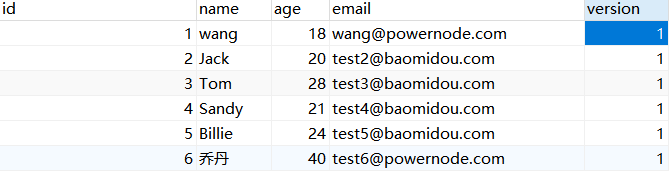 id name age email version
1 wang 18 wang@powernode.com 1
2 Jack 20 test2@baomidou.com 1
3 Tom 28 test3@baomidou.com 1
4 Sandy 21 test4@baomidou.com 1
5 Billie 24 test5@baomidou.com 1
6 乔丹 40 test6@powernode.com 1